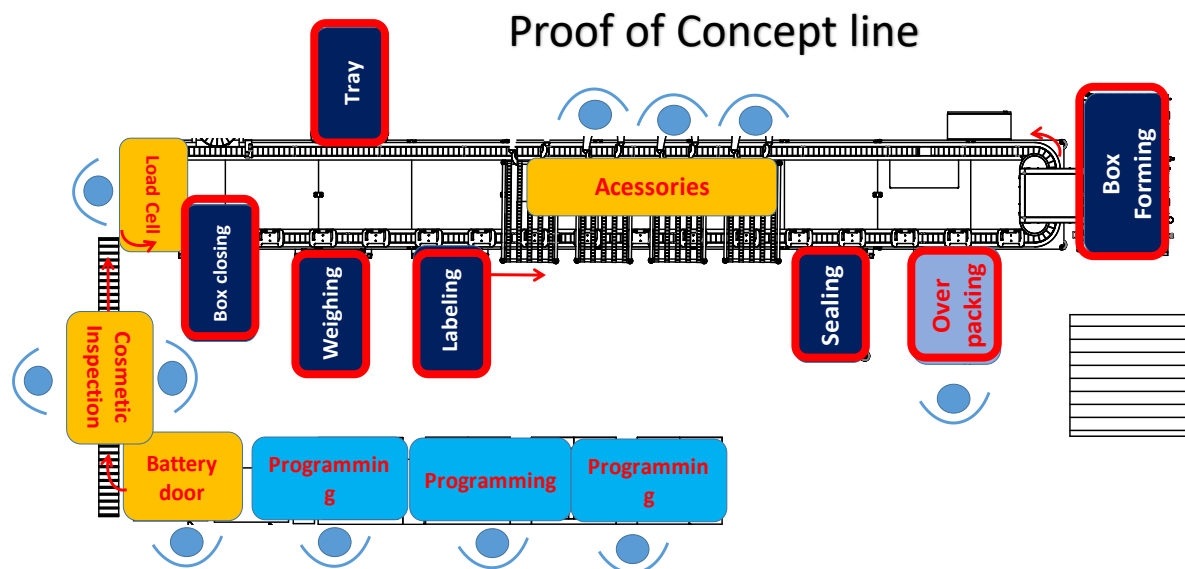 Proof of Concept line
Tray
Box
Forming
Load Cell
Acessories
Box closing
Weighing
Labeling
Sealing
Over
packing
Cosmetic
Inspection
Battery
door
Programmin
g
Programming
Programmin
g